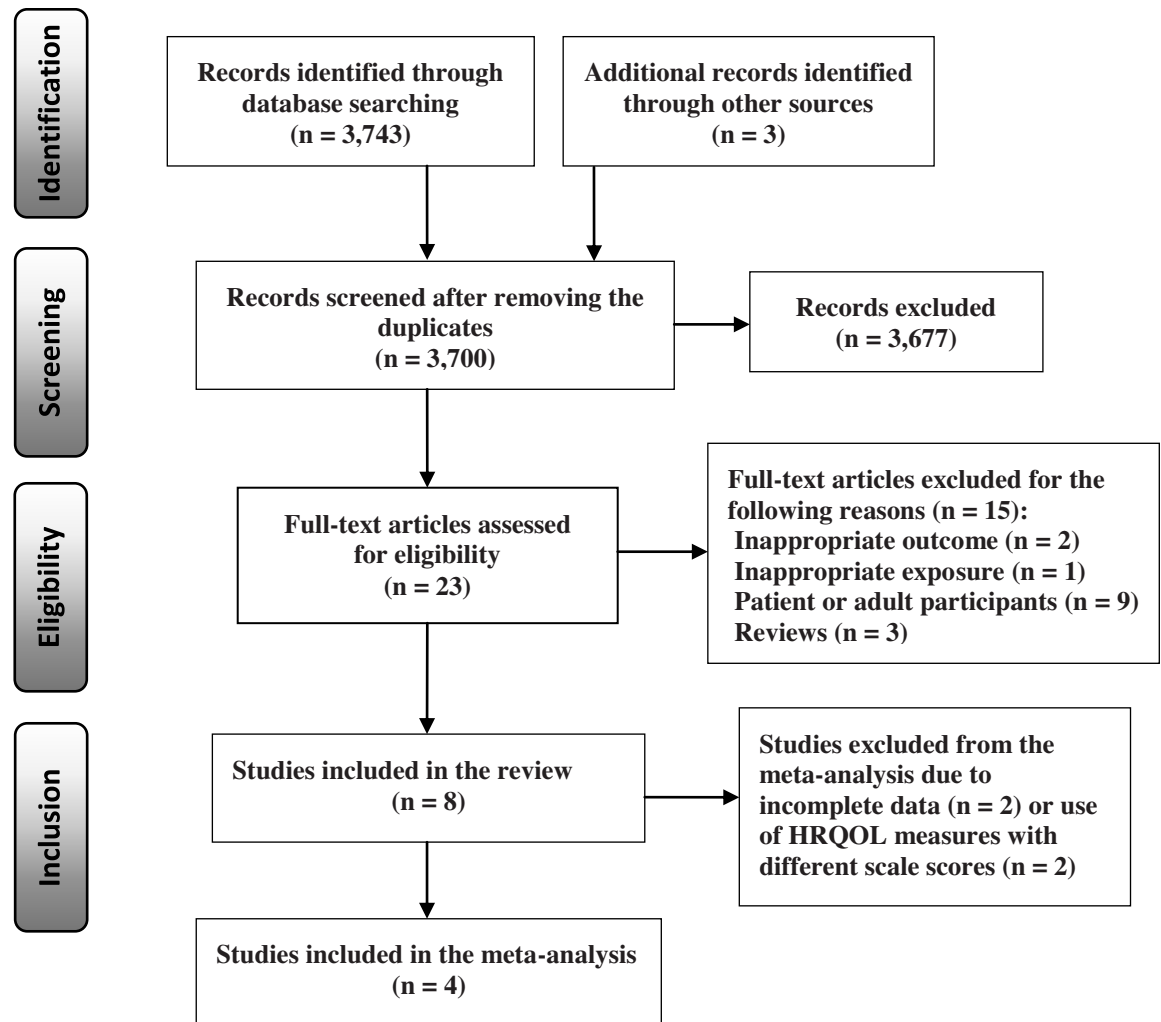 Identification
Records identified through
database searching
(n = 3,743)
Additional records identified
through other sources
(n = 3)
Screening
Records screened after removing the
duplicates
(n = 3,700)
Records excluded
(n = 3,677)
Eligibility
Full-text articles assessed
for eligibility
(n = 23)
Full-text articles excluded for the
following reasons (n = 15):
Inappropriate outcome (n = 2)
Inappropriate exposure (n = 1)
Patient or adult participants (n = 9)
Reviews (n = 3)
Inclusion
Studies included in the review
(n = 8)
Studies excluded from the
meta-analysis due to
incomplete data (n = 2) or use
of HRQOL measures with
different scale scores (n = 2)
Studies included in the meta-analysis
(n = 4)